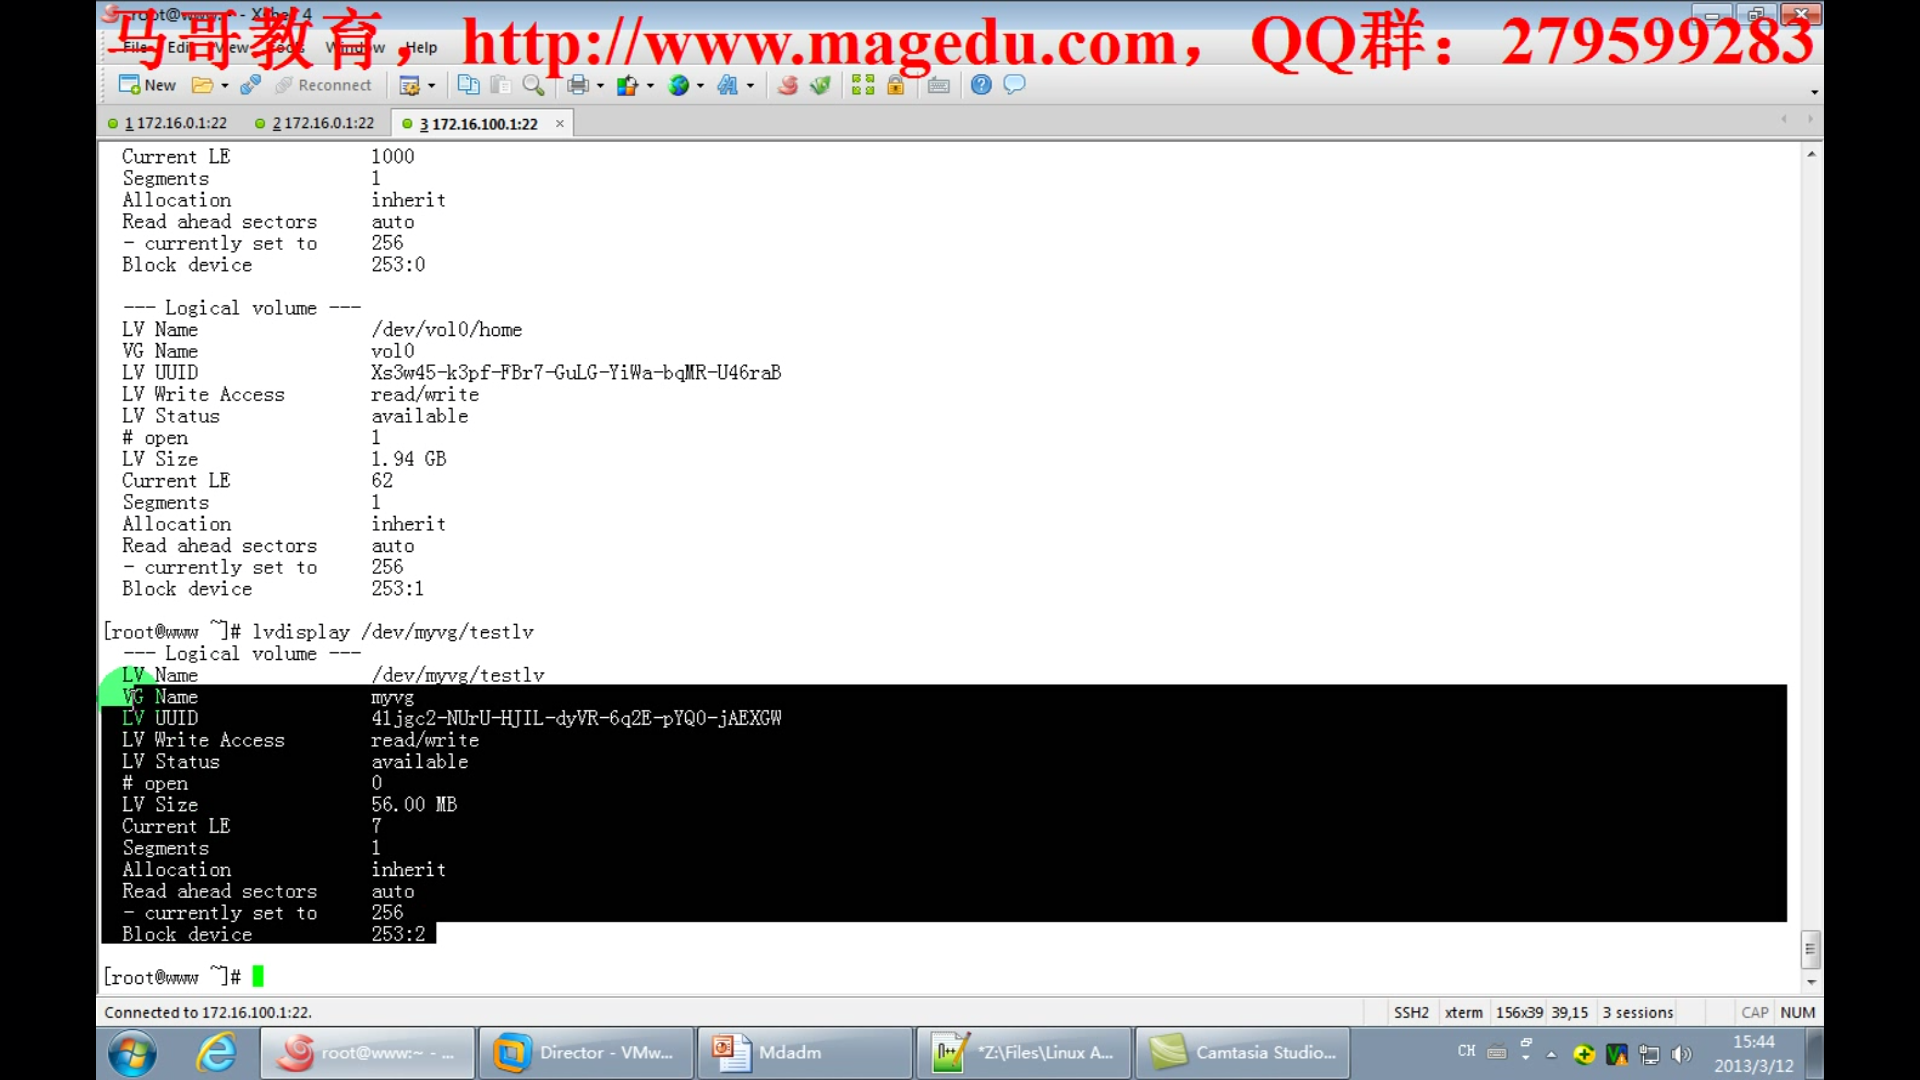 root@www:~ - Xshell 4
马哥教育，http://www.magedu.com，QQ群：279599283
File Edit View Tools Window Help
New Reconnect
1 172.16.0.1:22 2 172.16.0.1:22 3 172.16.100.1:22
Current LE 1000
Segments 1
Allocation inherit
Read ahead sectors auto
- currently set to 256
Block device 253:0
--- Logical volume ---
LV Name /dev/vol0/home
VG Name vol0
LV UUID Xs3w45-k3pf-FBr7-GuLG-YiWa-bqMR-U46raB
LV Write Access read/write
LV Status available
# open 1
LV Size 1.94 GB
Current LE 62
Segments 1
Allocation inherit
Read ahead sectors auto
- currently set to 256
Block device 253:1
[root@www ~]# lvdisplay /dev/myvg/testlv
--- Logical volume ---
LV Name /dev/myvg/testlv
VG Name myvg
LV UUID 41jgc2-NUrU-HJIL-dyVR-6q2E-pYQ0-jAEXGW
LV Write Access read/write
LV Status available
# open 0
LV Size 56.00 MB
Current LE 7
Segments 1
Allocation inherit
Read ahead sectors auto
- currently set to 256
Block device 253:2
[root@www ~]#
Connected to 172.16.100.1:22. SSH2 xterm 156x39 39,15 3 sessions CAP NUM
root@www:~ - ... Director - VMw... Mdadm *Z:\Files\Linux A... Camtasia Studio... CH 15:44
2013/3/12